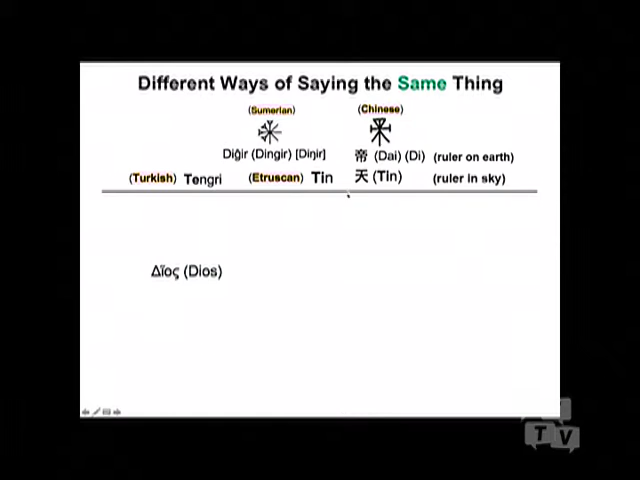 Different Ways of Saying the Same Thing
(Sumerian) (Chinese)
Diĝir (Dingir) [Diŋir] 帝 (Dai) (Di) (ruler on earth)
(Turkish) Tengri (Etruscan) Tin 天 (Tin) (ruler in sky)
Δῖος (Dios)
TV